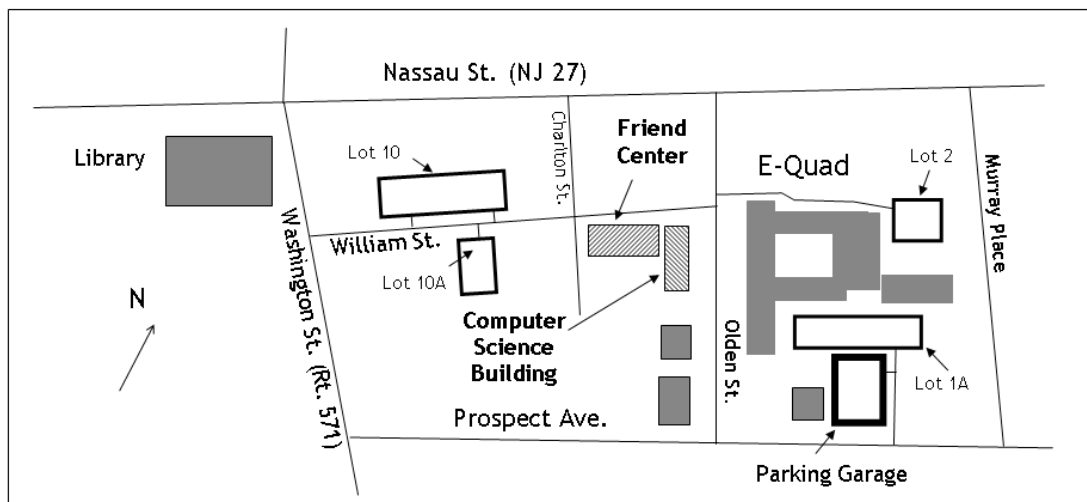 Nassau St. (NJ 27)
Library
Lot 10
Charlton St.
Friend
Center
E-Quad
Lot 2
Murray Place
Washington St. (Rt. 571)
William St.
Lot 10A
N
Computer
Science
Building
Olden St.
Lot 1A
Prospect Ave.
Parking Garage